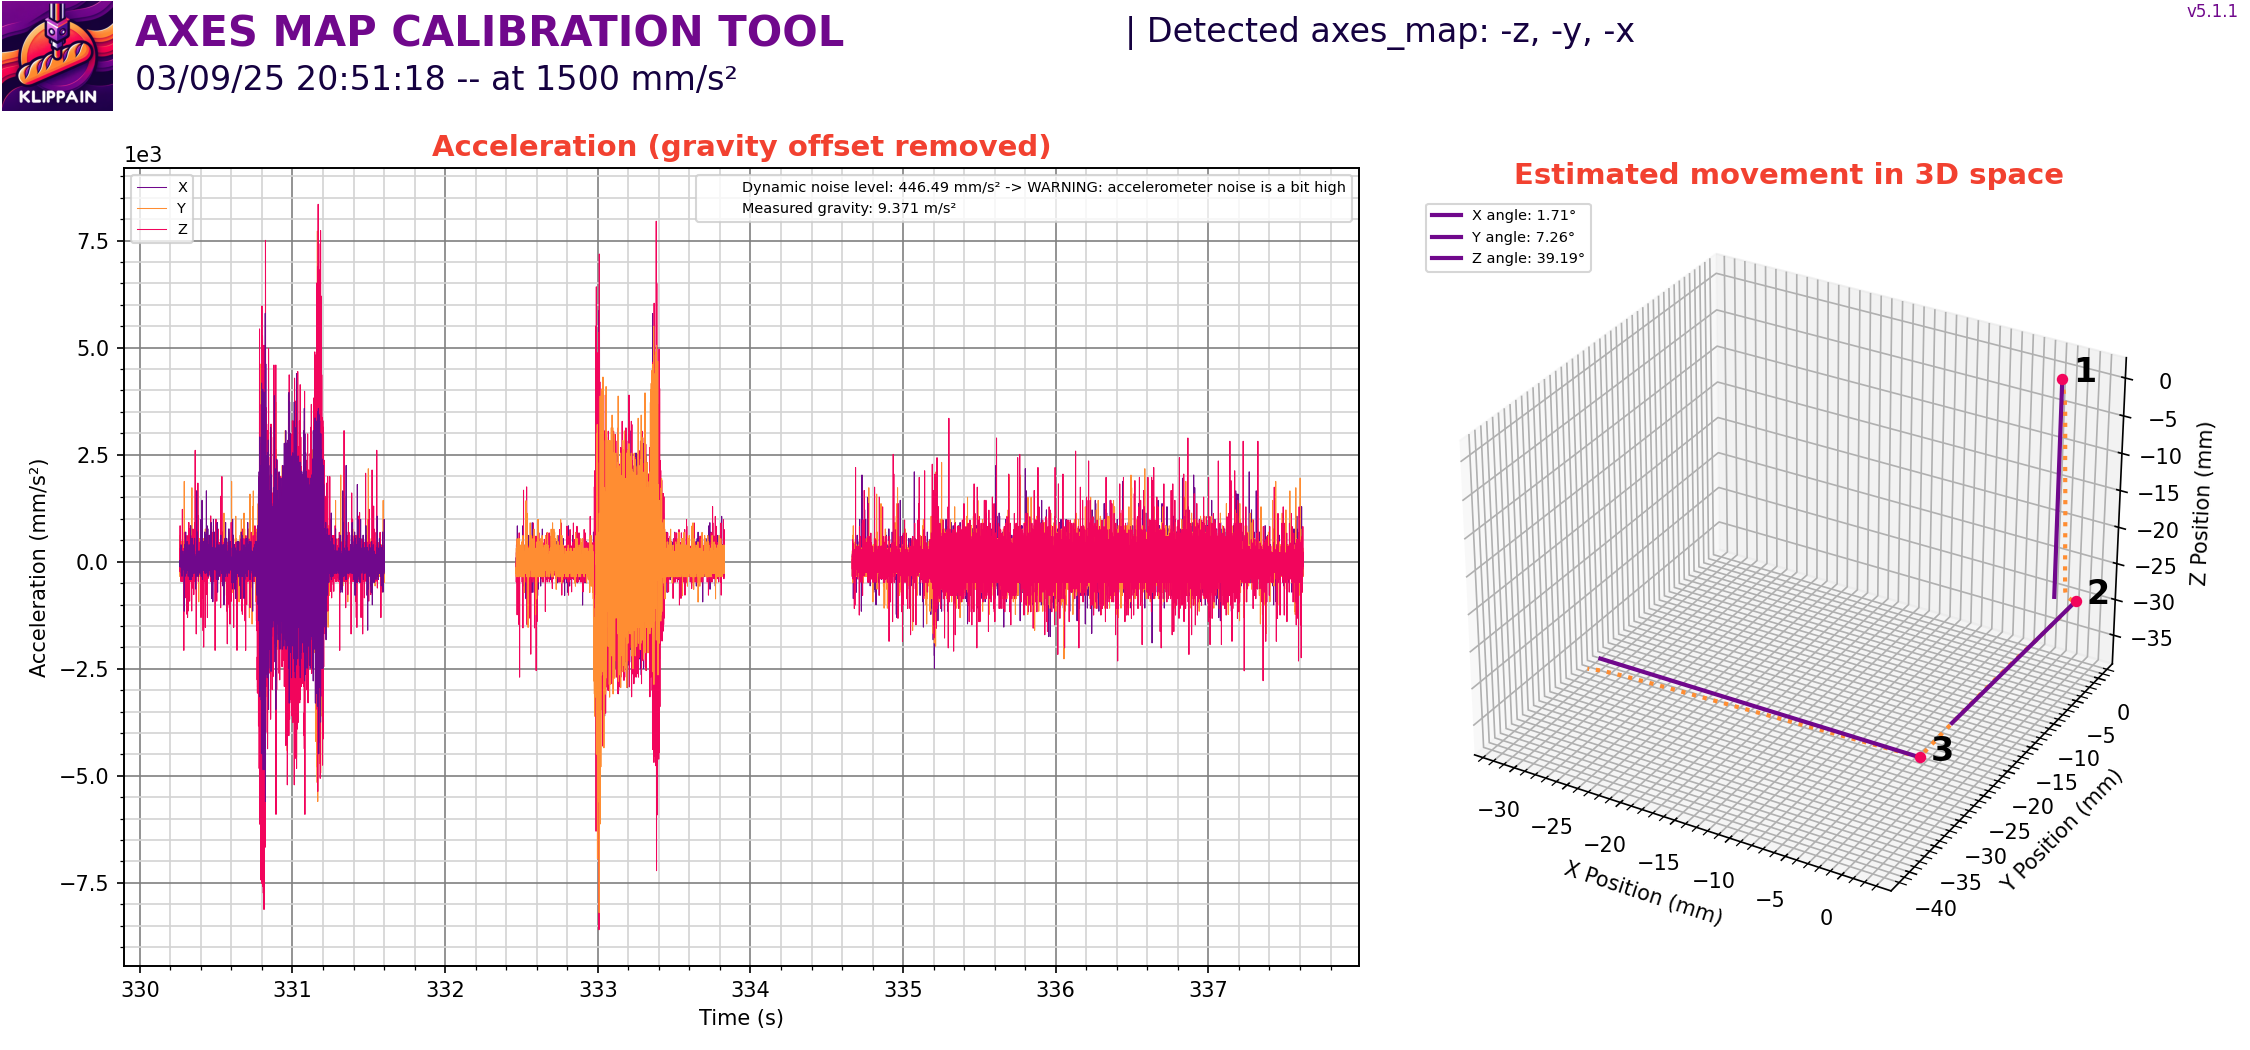 KLIPPAIN
AXES MAP CALIBRATION TOOL
| Detected axes_map: -z, -y, -x
v5.1.1
03/09/25 20:51:18 -- at 1500 mm/s²
Acceleration (gravity offset removed)
1e3
X
Y
Z
Dynamic noise level: 446.49 mm/s² -> WARNING: accelerometer noise is a bit high
Measured gravity: 9.371 m/s²
7.5
5.0
2.5
0.0
−2.5
−5.0
−7.5
Acceleration (mm/s²)
330
331
332
333
334
335
336
337
Time (s)
Estimated movement in 3D space
X angle: 1.71°
Y angle: 7.26°
Z angle: 39.19°
1
2
3
0
−5
−10
−15
−20
−25
−30
−35
Z Position (mm)
0
−5
−10
−15
−20
−25
−30
−35
−40
Y Position (mm)
−30
−25
−20
−15
−10
−5
0
X Position (mm)